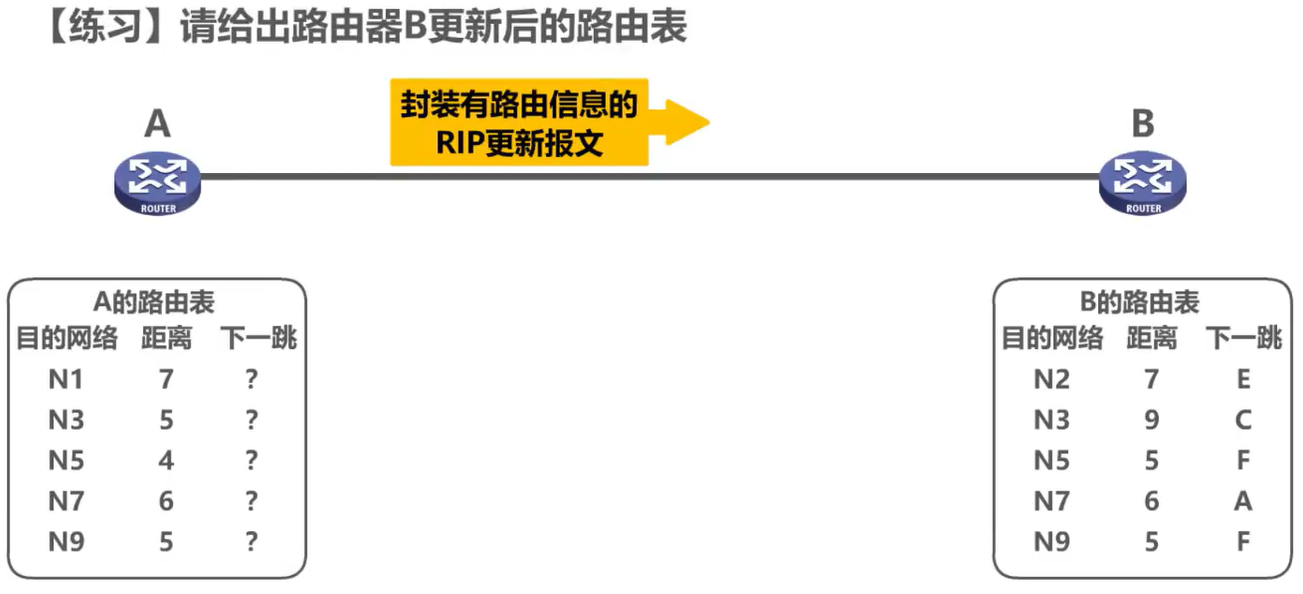 【练习】请给出路由器B更新后的路由表
封装有路由信息的
RIP更新报文
A
B
ROUTER
ROUTER
A的路由表
目的网络 距离 下一跳
N1 7 ?
N3 5 ?
N5 4 ?
N7 6 ?
N9 5 ?
B的路由表
目的网络 距离 下一跳
N2 7 E
N3 9 C
N5 5 F
N7 6 A
N9 5 F